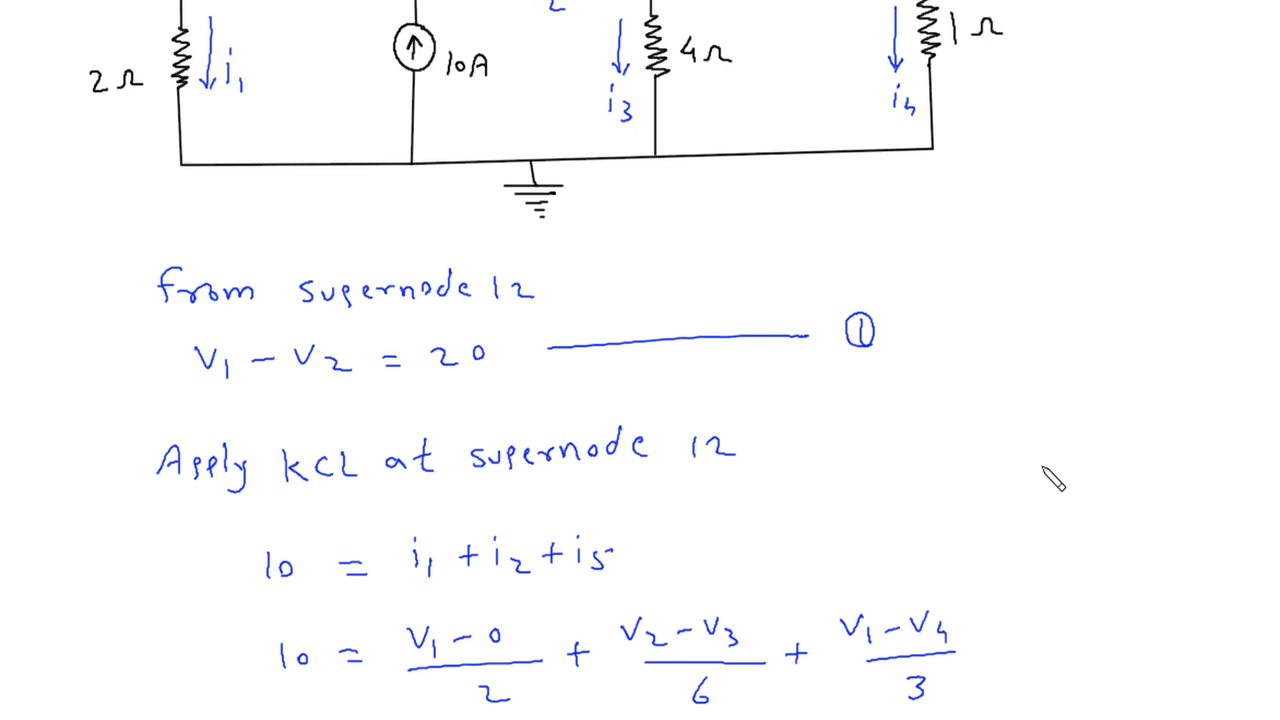 2
2Ω
i1
10A
i3
4Ω
i4
1Ω
from supernode 12
V1 - V2 = 20 ①
Apply KCL at supernode 12
10 = i1 + i2 + i5
10 = (V1 - 0)/2 + (V2 - V3)/6 + (V1 - V4)/3